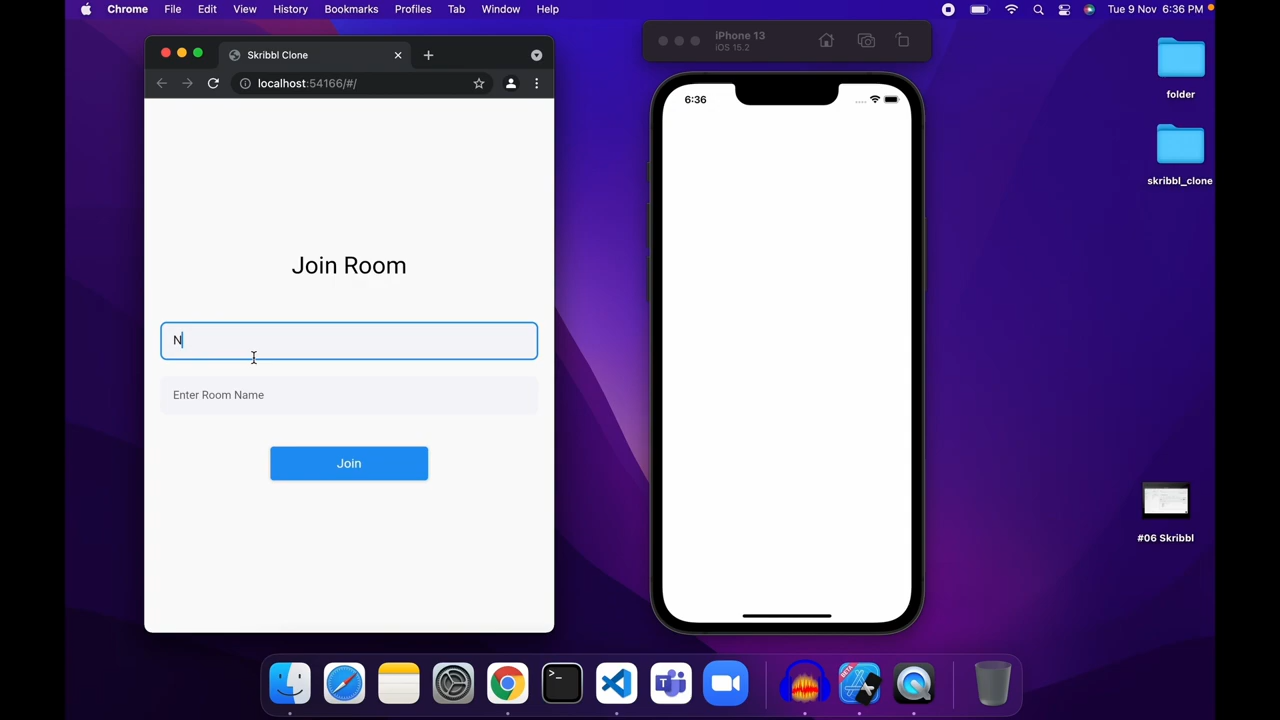 Chrome File Edit View History Bookmarks Profiles Tab Window Help Tue 9 Nov 6:36 PM
Skribbl Clone
localhost:54166/#/
Join Room
N
Enter Room Name
Join
iPhone 13
iOS 15.2
6:36
folder
skribbl_clone
#06 Skribbl
>_
BETA